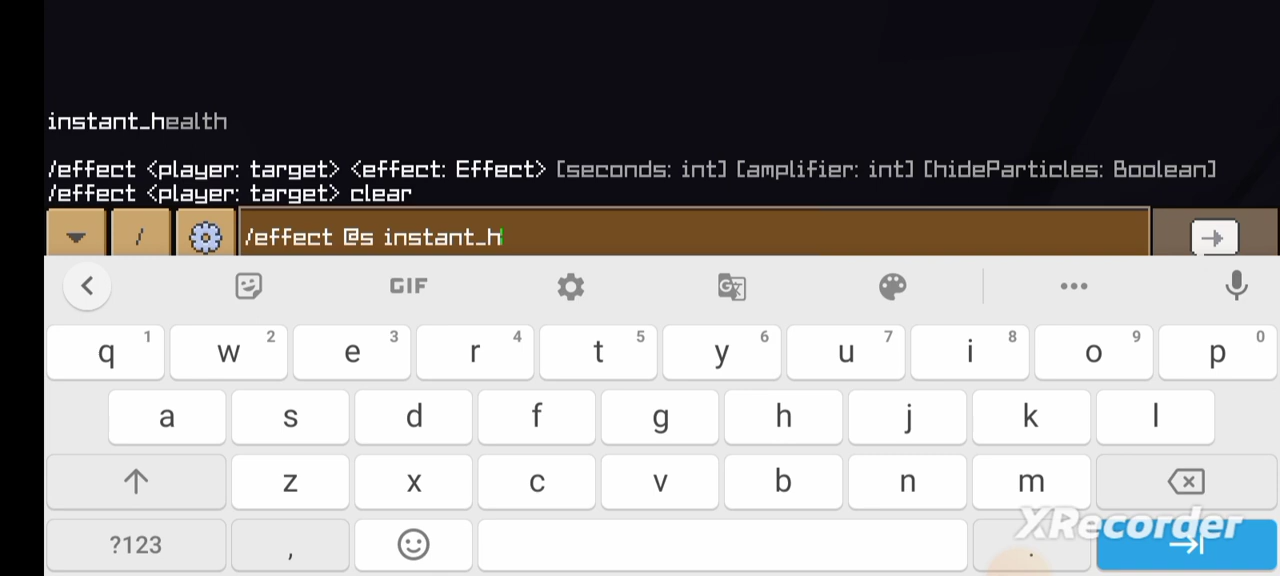 instant_health
/effect <player: target> <effect: Effect> [seconds: int] [amplifier: int] [hideParticles: Boolean]
/effect <player: target> clear
/ /effect @s instant_h
GIF
q 1 w 2 e 3 r 4 t 5 y 6 u 7 i 8 o 9 p 0
a s d f g h j k l
z x c v b n m
XRecorder
?123 , .